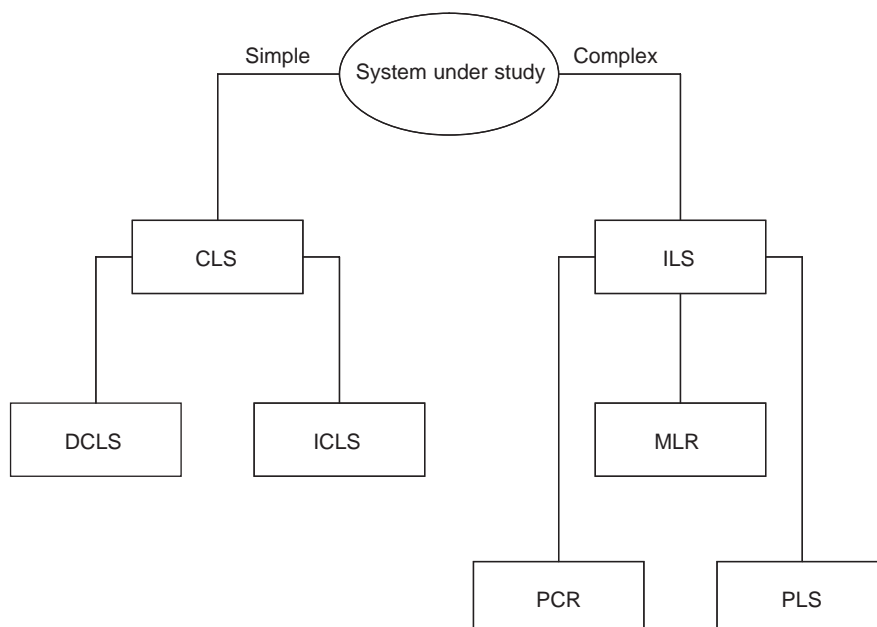 Simple
System under study
Complex
CLS
ILS
DCLS
ICLS
MLR
PCR
PLS